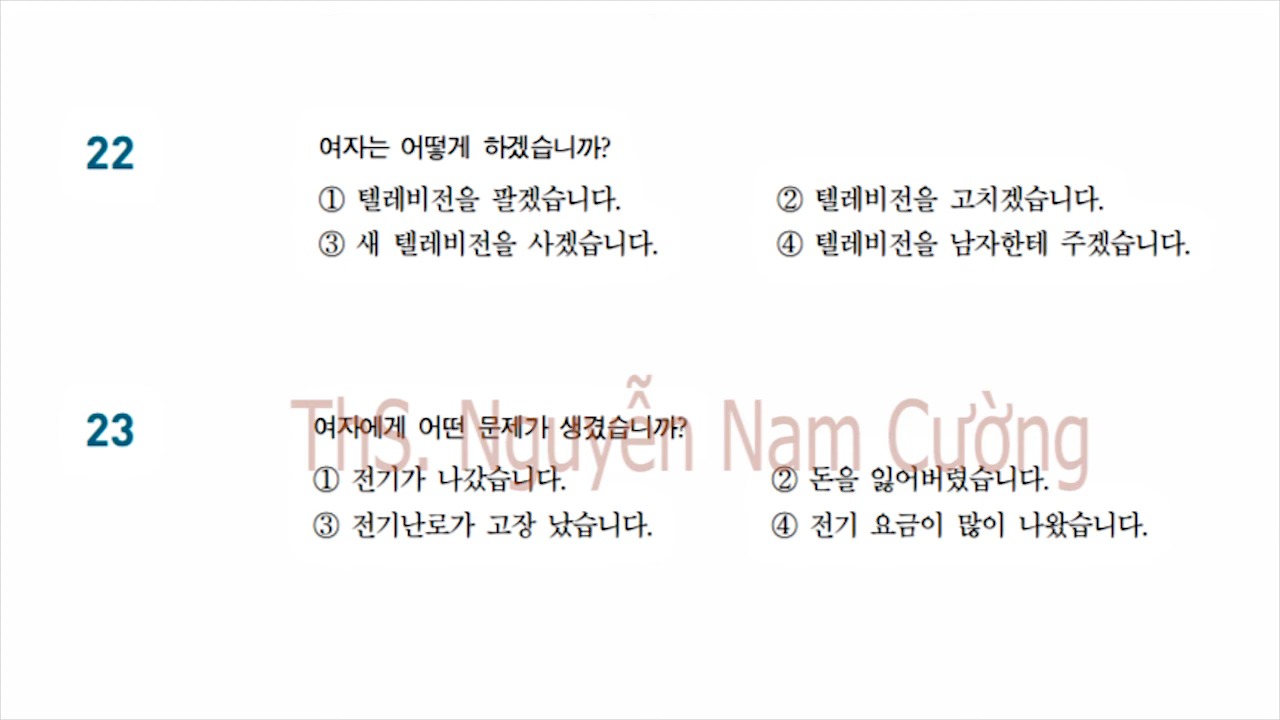 22
여자는 어떻게 하겠습니까?
① 텔레비전을 팔겠습니다.
② 텔레비전을 고치겠습니다.
③ 새 텔레비전을 사겠습니다.
④ 텔레비전을 남자한테 주겠습니다.
23
여자에게 어떤 문제가 생겼습니까?
ThS. Nguyễn Nam Cường
① 전기가 나갔습니다.
② 돈을 잃어버렸습니다.
③ 전기난로가 고장 났습니다.
④ 전기 요금이 많이 나왔습니다.